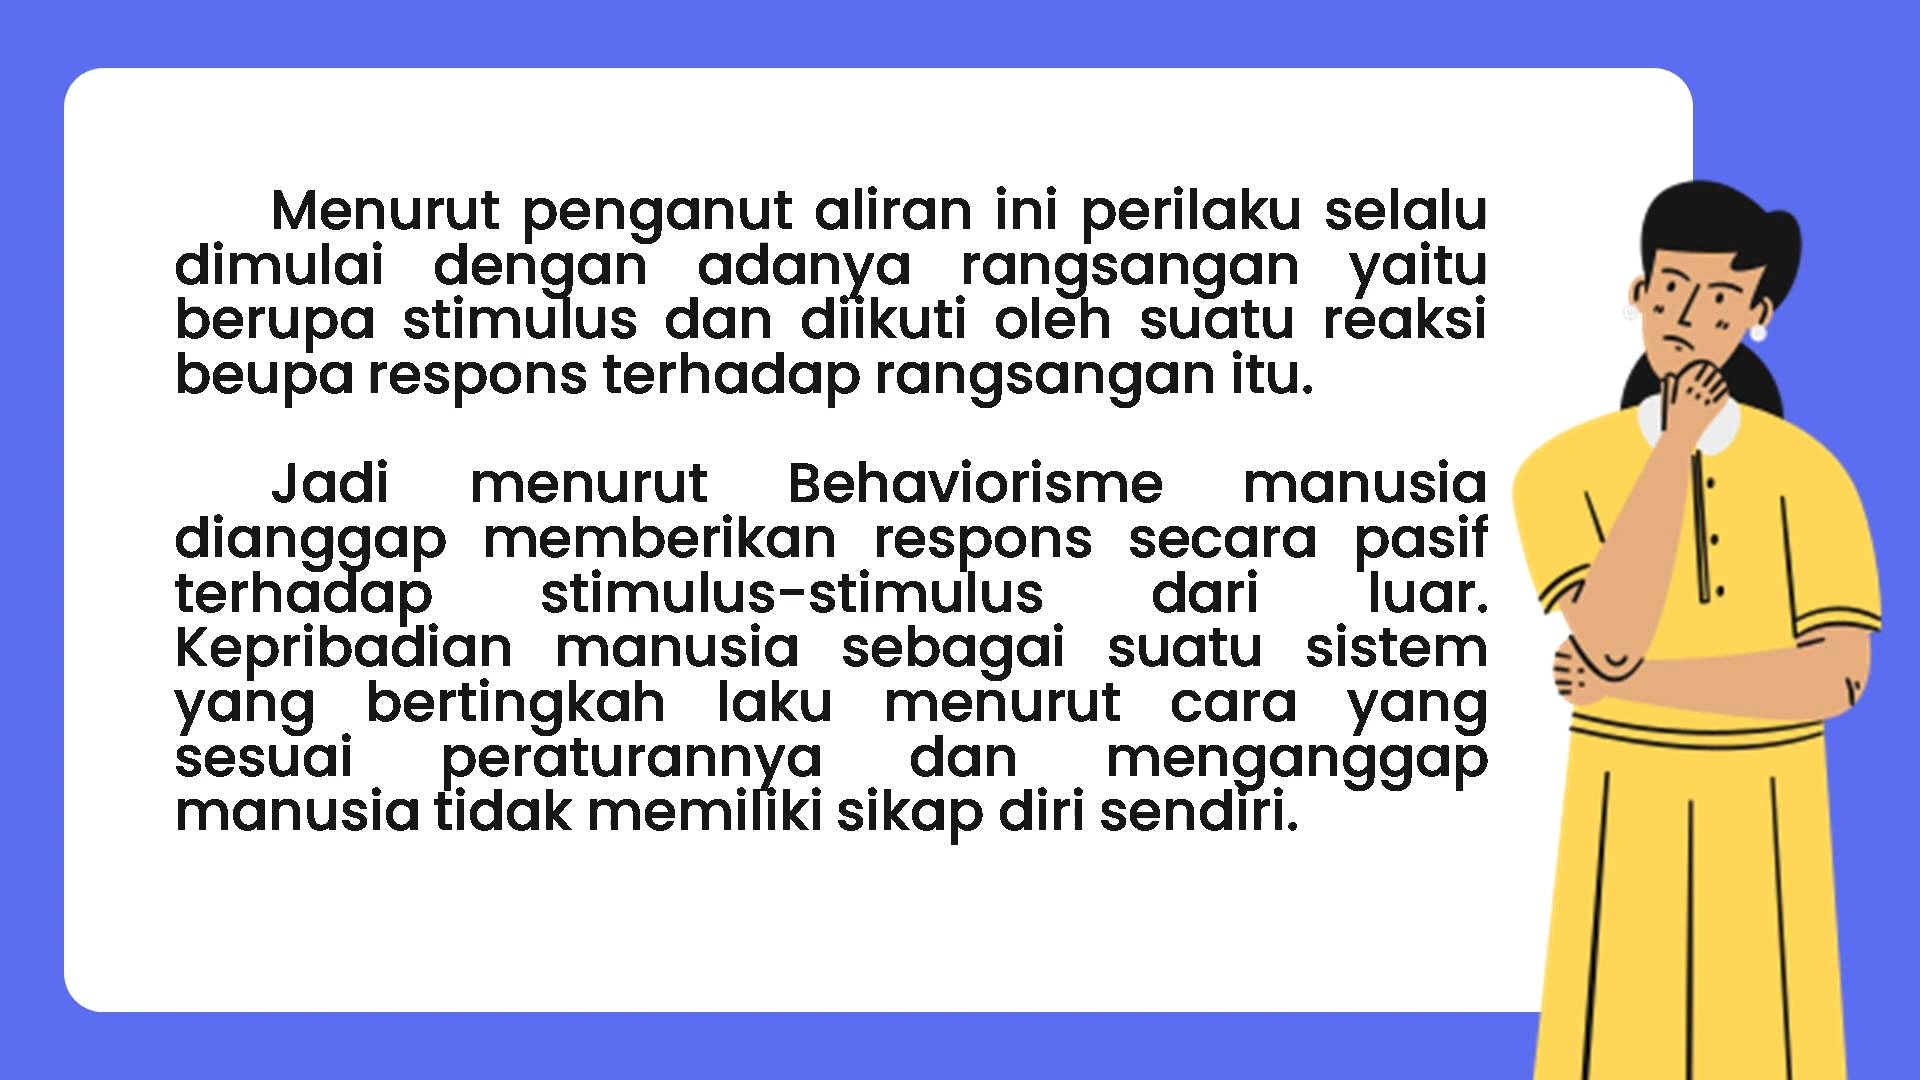 Menurut penganut aliran ini perilaku selalu
dimulai dengan adanya rangsangan yaitu
berupa stimulus dan diikuti oleh suatu reaksi
beupa respons terhadap rangsangan itu.
Jadi menurut Behaviorisme manusia
dianggap memberikan respons secara pasif
terhadap stimulus-stimulus dari luar.
Kepribadian manusia sebagai suatu sistem
yang bertingkah laku menurut cara yang
sesuai peraturannya dan menganggap
manusia tidak memiliki sikap diri sendiri.